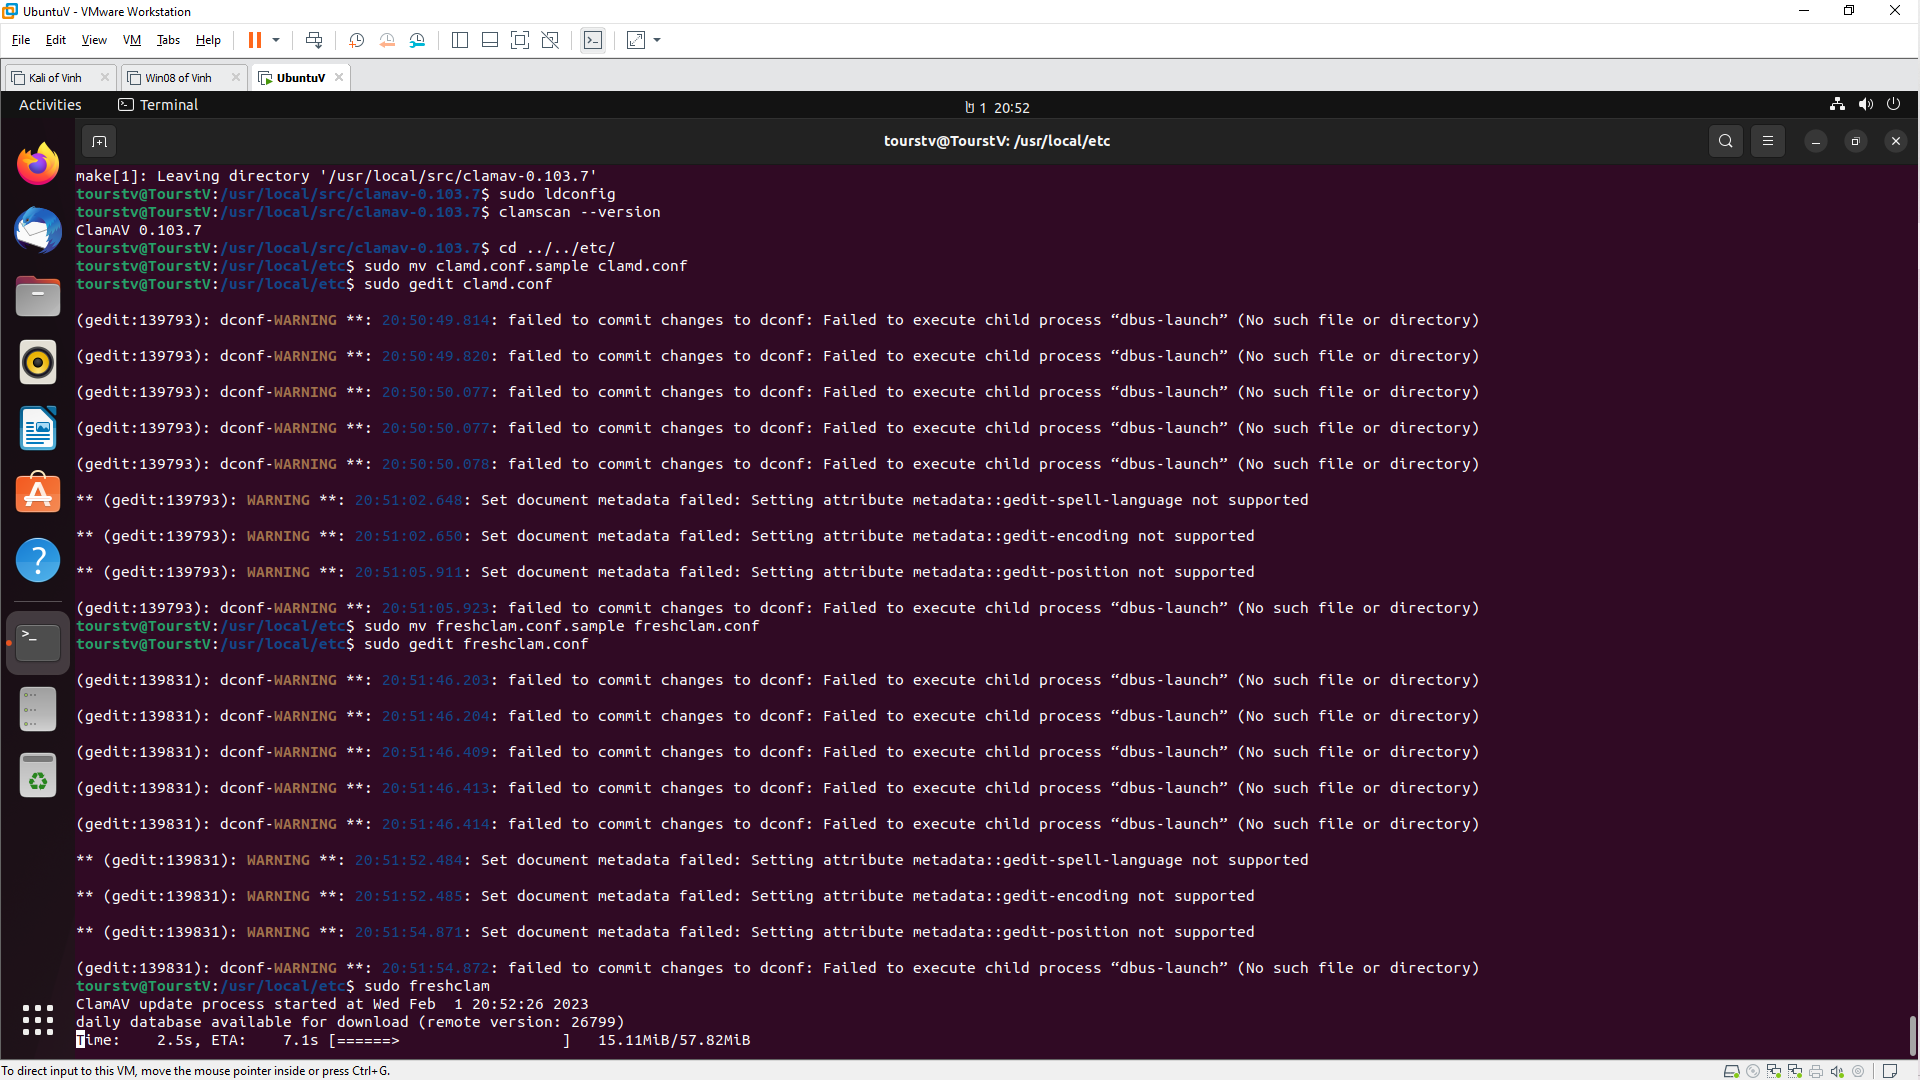 UbuntuV - VMware Workstation
File Edit View VM Tabs Help
Kali of Vinh Win08 of Vinh UbuntuV
Activities Terminal 1 20:52
tourstv@TourstV: /usr/local/etc
make[1]: Leaving directory '/usr/local/src/clamav-0.103.7'
tourstv@TourstV:/usr/local/src/clamav-0.103.7$ sudo ldconfig
tourstv@TourstV:/usr/local/src/clamav-0.103.7$ clamscan --version
ClamAV 0.103.7
tourstv@TourstV:/usr/local/src/clamav-0.103.7$ cd ../../etc/
tourstv@TourstV:/usr/local/etc$ sudo mv clamd.conf.sample clamd.conf
tourstv@TourstV:/usr/local/etc$ sudo gedit clamd.conf
(gedit:139793): dconf-WARNING **: 20:50:49.814: failed to commit changes to dconf: Failed to execute child process “dbus-launch” (No such file or directory)
(gedit:139793): dconf-WARNING **: 20:50:49.820: failed to commit changes to dconf: Failed to execute child process “dbus-launch” (No such file or directory)
(gedit:139793): dconf-WARNING **: 20:50:50.077: failed to commit changes to dconf: Failed to execute child process “dbus-launch” (No such file or directory)
(gedit:139793): dconf-WARNING **: 20:50:50.077: failed to commit changes to dconf: Failed to execute child process “dbus-launch” (No such file or directory)
(gedit:139793): dconf-WARNING **: 20:50:50.078: failed to commit changes to dconf: Failed to execute child process “dbus-launch” (No such file or directory)
** (gedit:139793): WARNING **: 20:51:02.648: Set document metadata failed: Setting attribute metadata::gedit-spell-language not supported
** (gedit:139793): WARNING **: 20:51:02.650: Set document metadata failed: Setting attribute metadata::gedit-encoding not supported
** (gedit:139793): WARNING **: 20:51:05.911: Set document metadata failed: Setting attribute metadata::gedit-position not supported
(gedit:139793): dconf-WARNING **: 20:51:05.923: failed to commit changes to dconf: Failed to execute child process “dbus-launch” (No such file or directory)
tourstv@TourstV:/usr/local/etc$ sudo mv freshclam.conf.sample freshclam.conf
tourstv@TourstV:/usr/local/etc$ sudo gedit freshclam.conf
(gedit:139831): dconf-WARNING **: 20:51:46.203: failed to commit changes to dconf: Failed to execute child process “dbus-launch” (No such file or directory)
(gedit:139831): dconf-WARNING **: 20:51:46.204: failed to commit changes to dconf: Failed to execute child process “dbus-launch” (No such file or directory)
(gedit:139831): dconf-WARNING **: 20:51:46.409: failed to commit changes to dconf: Failed to execute child process “dbus-launch” (No such file or directory)
(gedit:139831): dconf-WARNING **: 20:51:46.413: failed to commit changes to dconf: Failed to execute child process “dbus-launch” (No such file or directory)
(gedit:139831): dconf-WARNING **: 20:51:46.414: failed to commit changes to dconf: Failed to execute child process “dbus-launch” (No such file or directory)
** (gedit:139831): WARNING **: 20:51:52.484: Set document metadata failed: Setting attribute metadata::gedit-spell-language not supported
** (gedit:139831): WARNING **: 20:51:52.485: Set document metadata failed: Setting attribute metadata::gedit-encoding not supported
** (gedit:139831): WARNING **: 20:51:54.871: Set document metadata failed: Setting attribute metadata::gedit-position not supported
(gedit:139831): dconf-WARNING **: 20:51:54.872: failed to commit changes to dconf: Failed to execute child process “dbus-launch” (No such file or directory)
tourstv@TourstV:/usr/local/etc$ sudo freshclam
ClamAV update process started at Wed Feb  1 20:52:26 2023
daily database available for download (remote version: 26799)
Time:    2.5s, ETA:    7.1s [======>                  ]   15.11MiB/57.82MiB
To direct input to this VM, move the mouse pointer inside or press Ctrl+G.